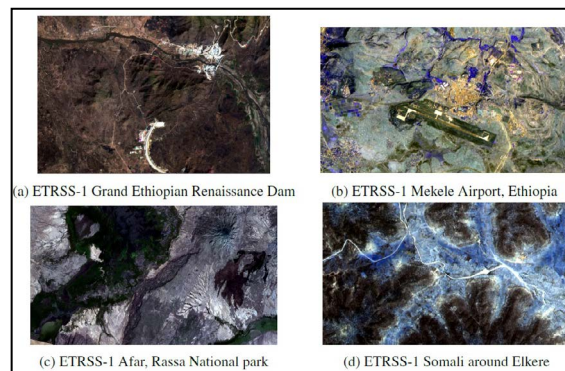 (a) ETRSS-1 Grand Ethiopian Renaissance Dam
(b) ETRSS-1 Mekele Airport, Ethiopia
(c) ETRSS-1 Afar, Rassa National park
(d) ETRSS-1 Somali around Elkere